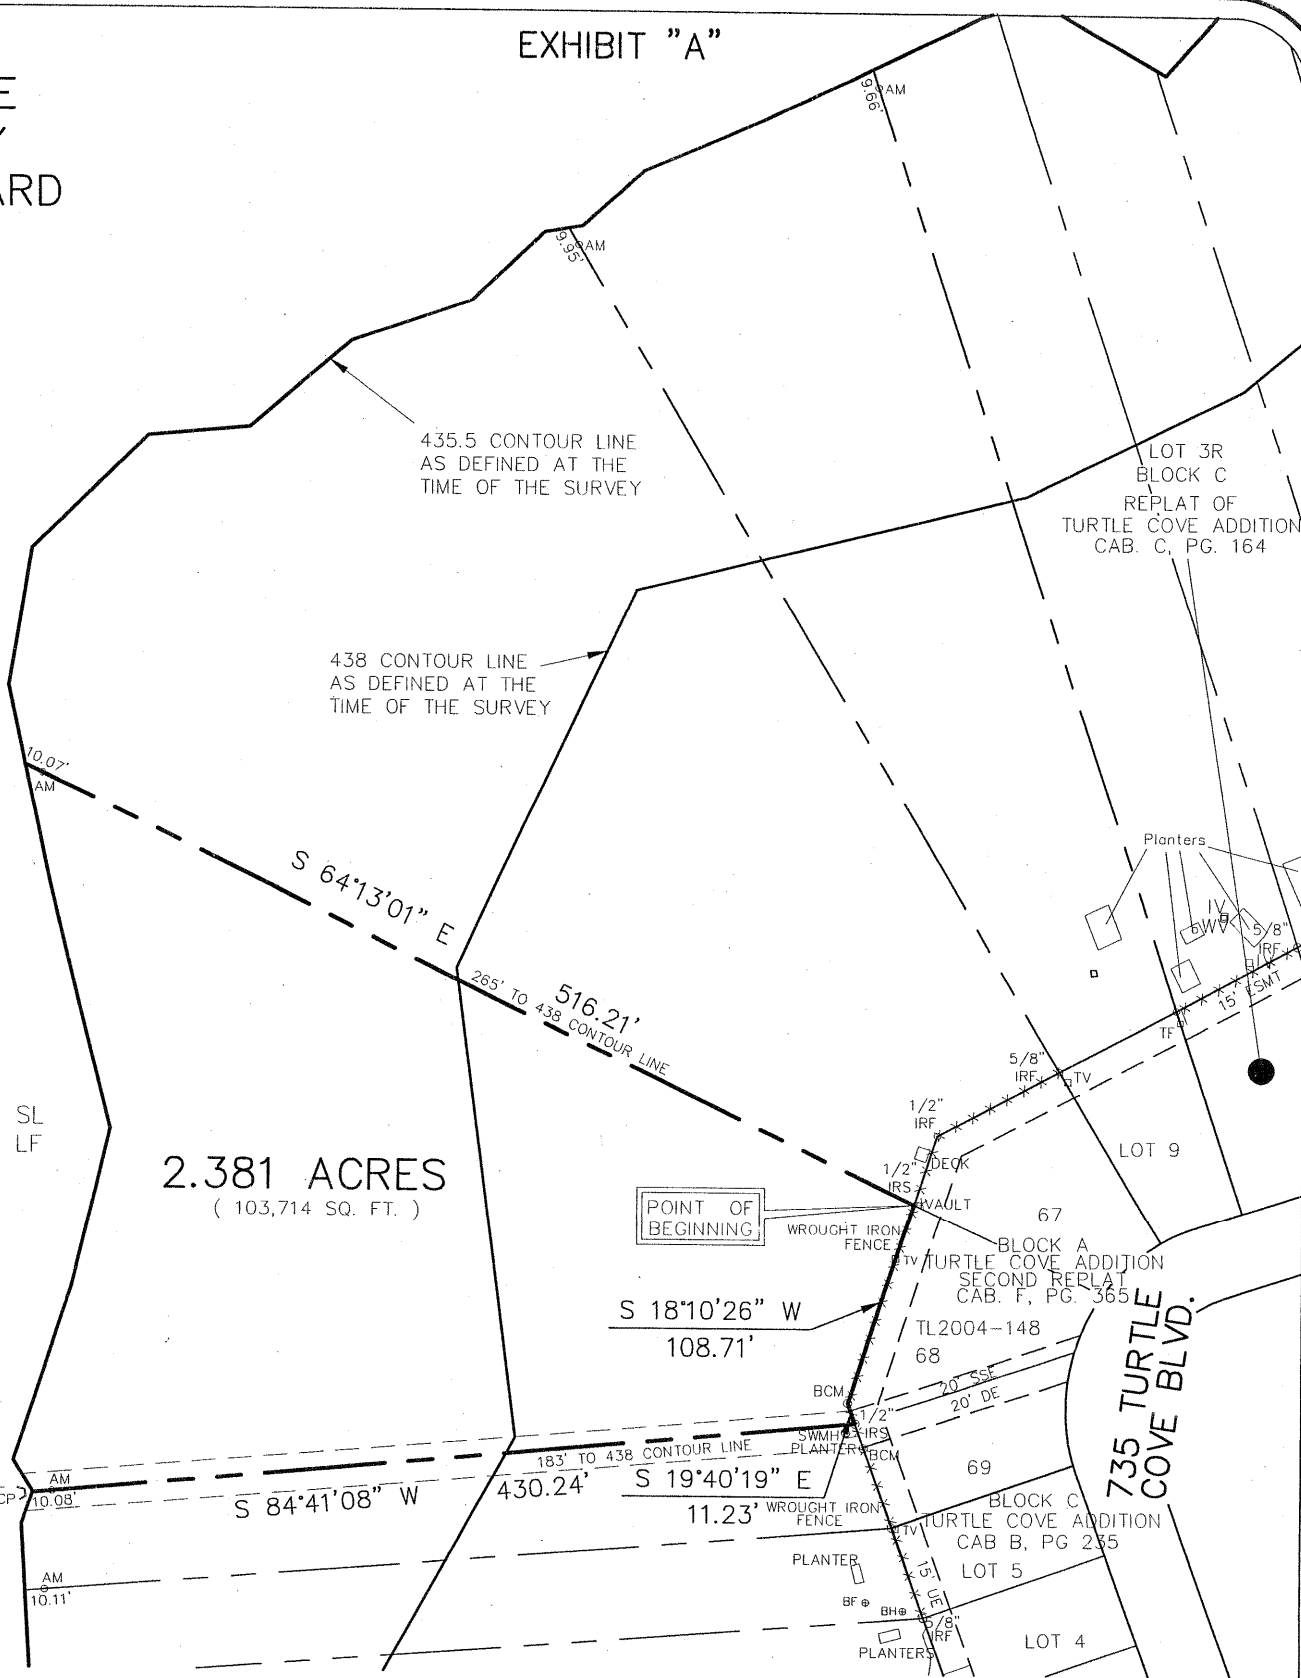 EXHIBIT "A"
ARD
9.66'
AM
9.95'
AM
435.5 CONTOUR LINE
AS DEFINED AT THE
TIME OF THE SURVEY
LOT 3R
BLOCK C
REPLAT OF
TURTLE COVE ADDITION
CAB. C, PG. 164
438 CONTOUR LINE
AS DEFINED AT THE
TIME OF THE SURVEY
10.07'
AM
Planters
IV
WV
5/8"
IRF
S 64°13'01" E
265' TO 438 CONTOUR LINE
516.21'
15' ESMT
TF
5/8"
IRF
TV
1/2"
IRF
SL
LF
2.381 ACRES
( 103,714 SQ. FT. )
LOT 9
DECK
1/2"
IRS
VAULT
POINT OF
BEGINNING
WROUGHT IRON
FENCE
67
BLOCK A
TURTLE COVE ADDITION
SECOND REPLAT
CAB. F, PG. 365
TV
S 18°10'26" W
108.71'
TL2004-148
68
735 TURTLE
COVE BLVD.
20' SSE
20' DE
BCM
1/2"
IRS
SWMH
PLANTER
BCM
183' TO 438 CONTOUR LINE
69
AM
10.08'
CP
S 84°41'08" W
430.24'
S 19°40'19" E
11.23'
WROUGHT IRON
FENCE
BLOCK C
TURTLE COVE ADDITION
CAB B, PG 235
TV
LOT 5
PLANTER
15' UE
AM
10.11'
BF
BH
5/8"
IRF
PLANTERS
LOT 4